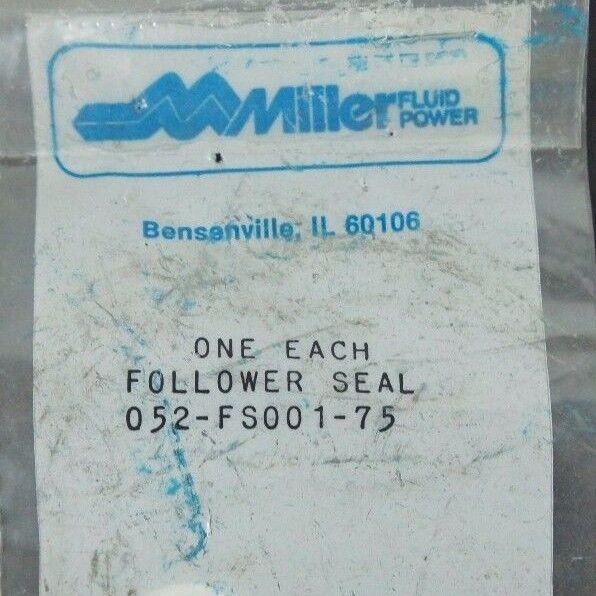 Miller FLUID POWER
Bensenville, IL 60106
ONE EACH
FOLLOWER SEAL
052-FS001-75